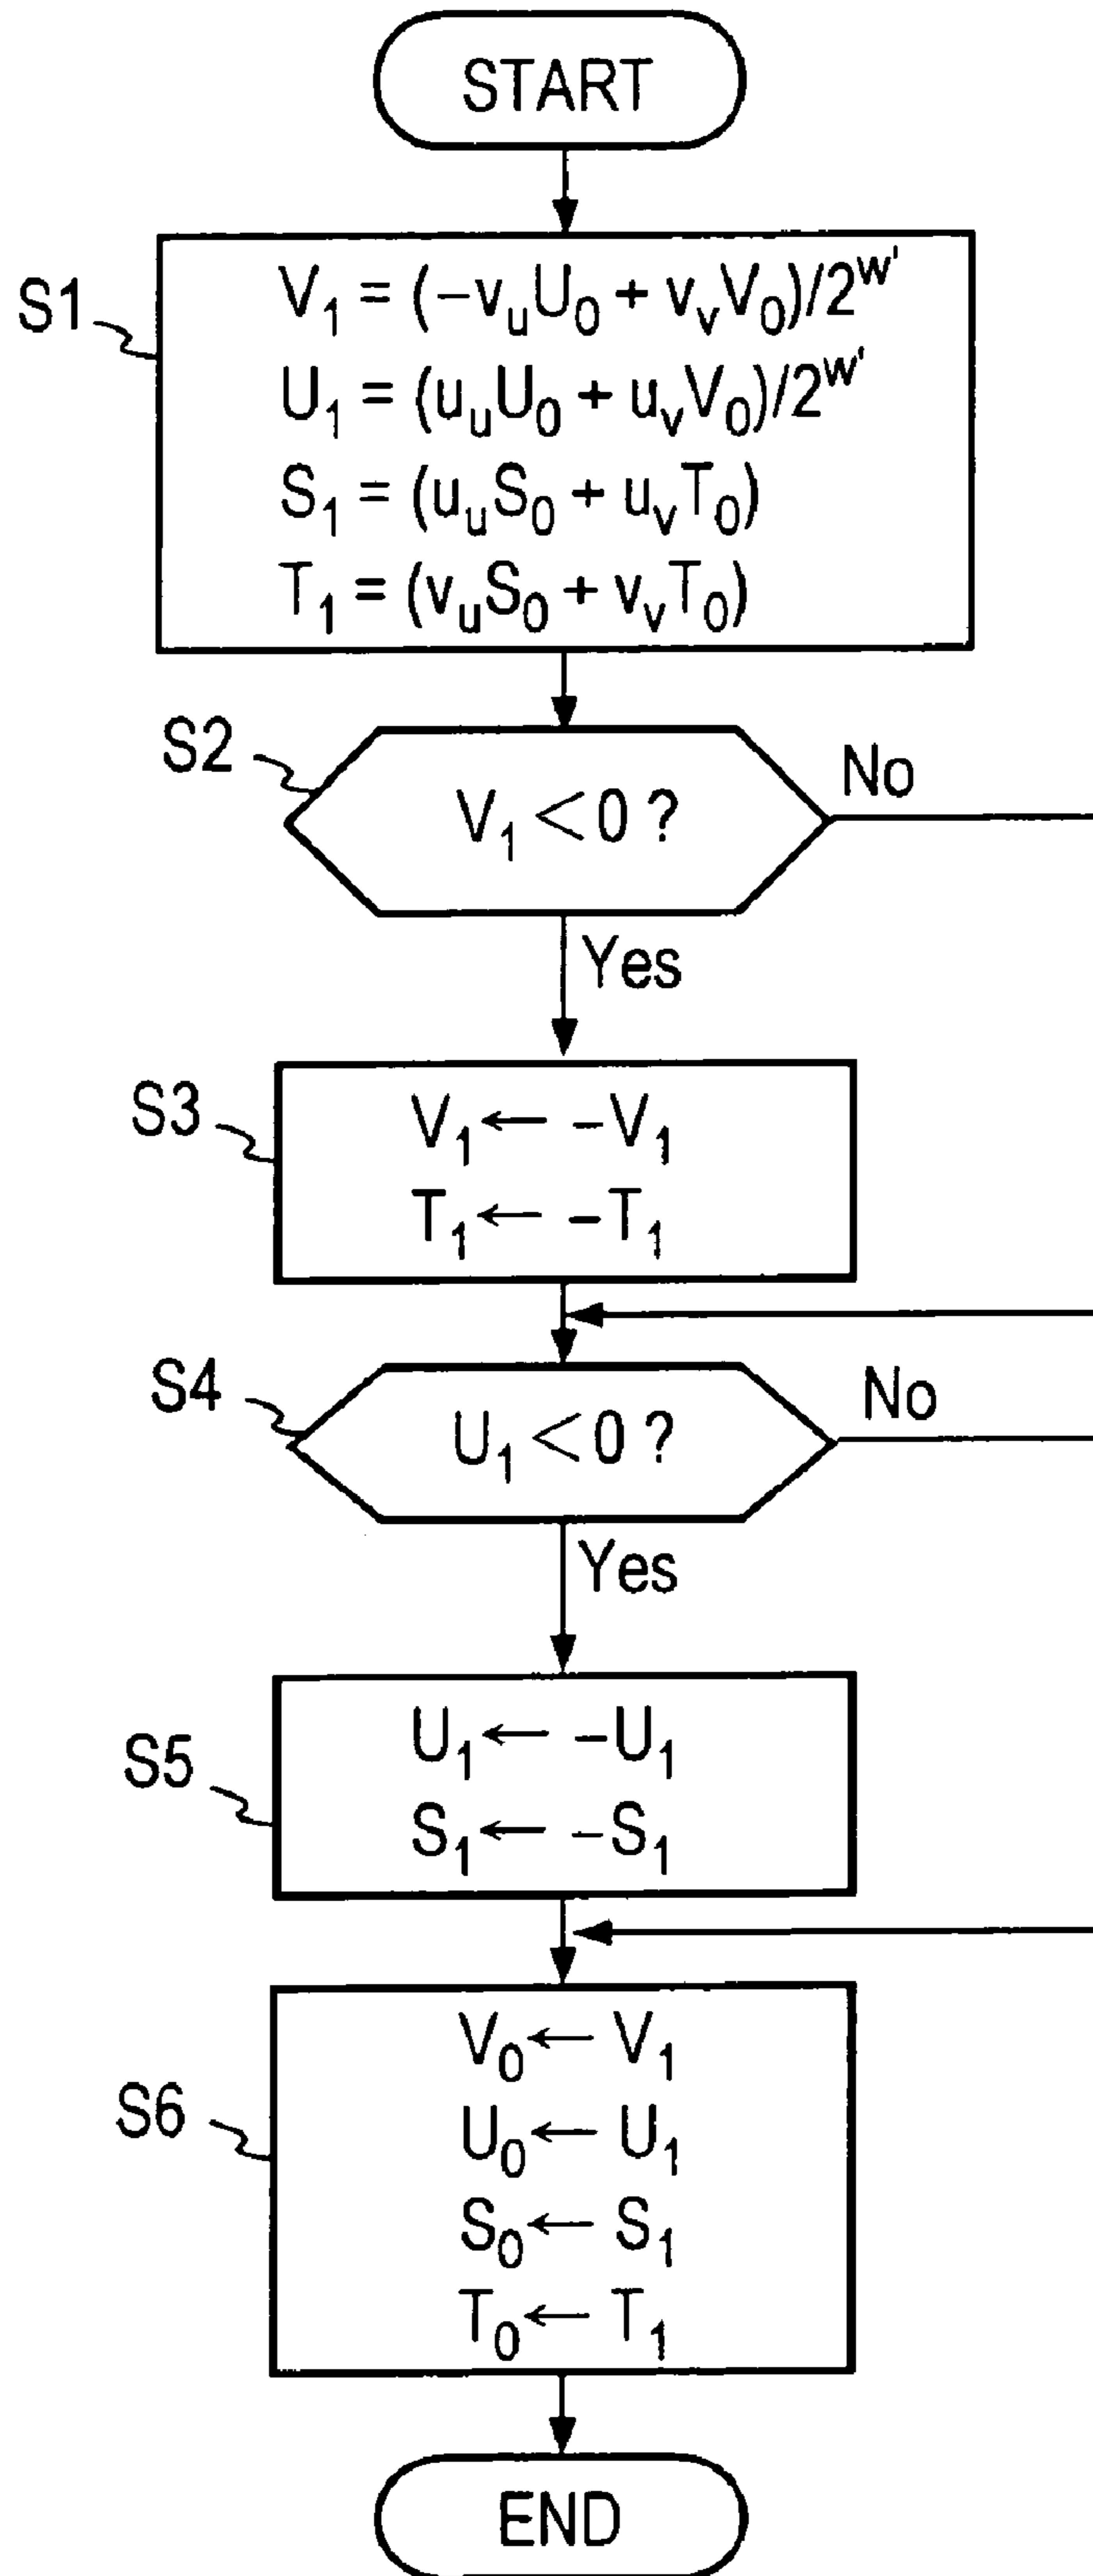 START
S1
V₁ = (−vᵤU₀ + vᵥV₀)/2^w'
U₁ = (uᵤU₀ + uᵥV₀)/2^w'
S₁ = (uᵤS₀ + uᵥT₀)
T₁ = (vᵤS₀ + vᵥT₀)
S2
V₁ < 0 ?
No
Yes
S3
V₁ ← −V₁
T₁ ← −T₁
S4
U₁ < 0 ?
No
Yes
S5
U₁ ← −U₁
S₁ ← −S₁
S6
V₀ ← V₁
U₀ ← U₁
S₀ ← S₁
T₀ ← T₁
END